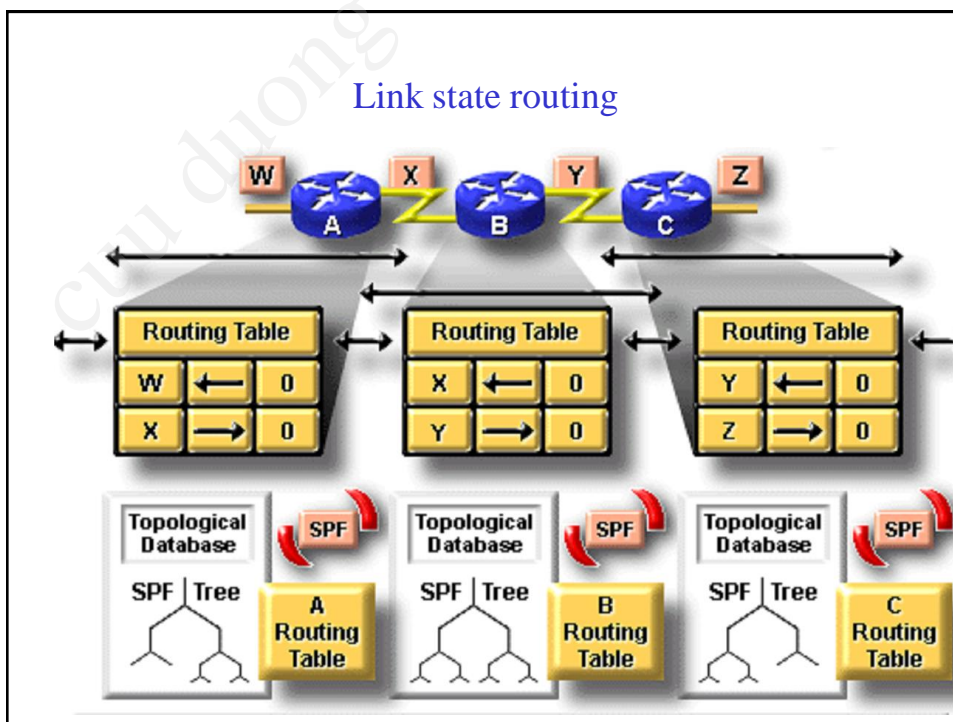 cuu duong
Link state routing
W X Y Z
A B C
Routing Table Routing Table Routing Table
W 0 X 0 Y 0
X 0 Y 0 Z 0
Topological Database SPF Topological Database SPF Topological Database SPF
SPF Tree SPF Tree SPF Tree
A Routing Table B Routing Table C Routing Table